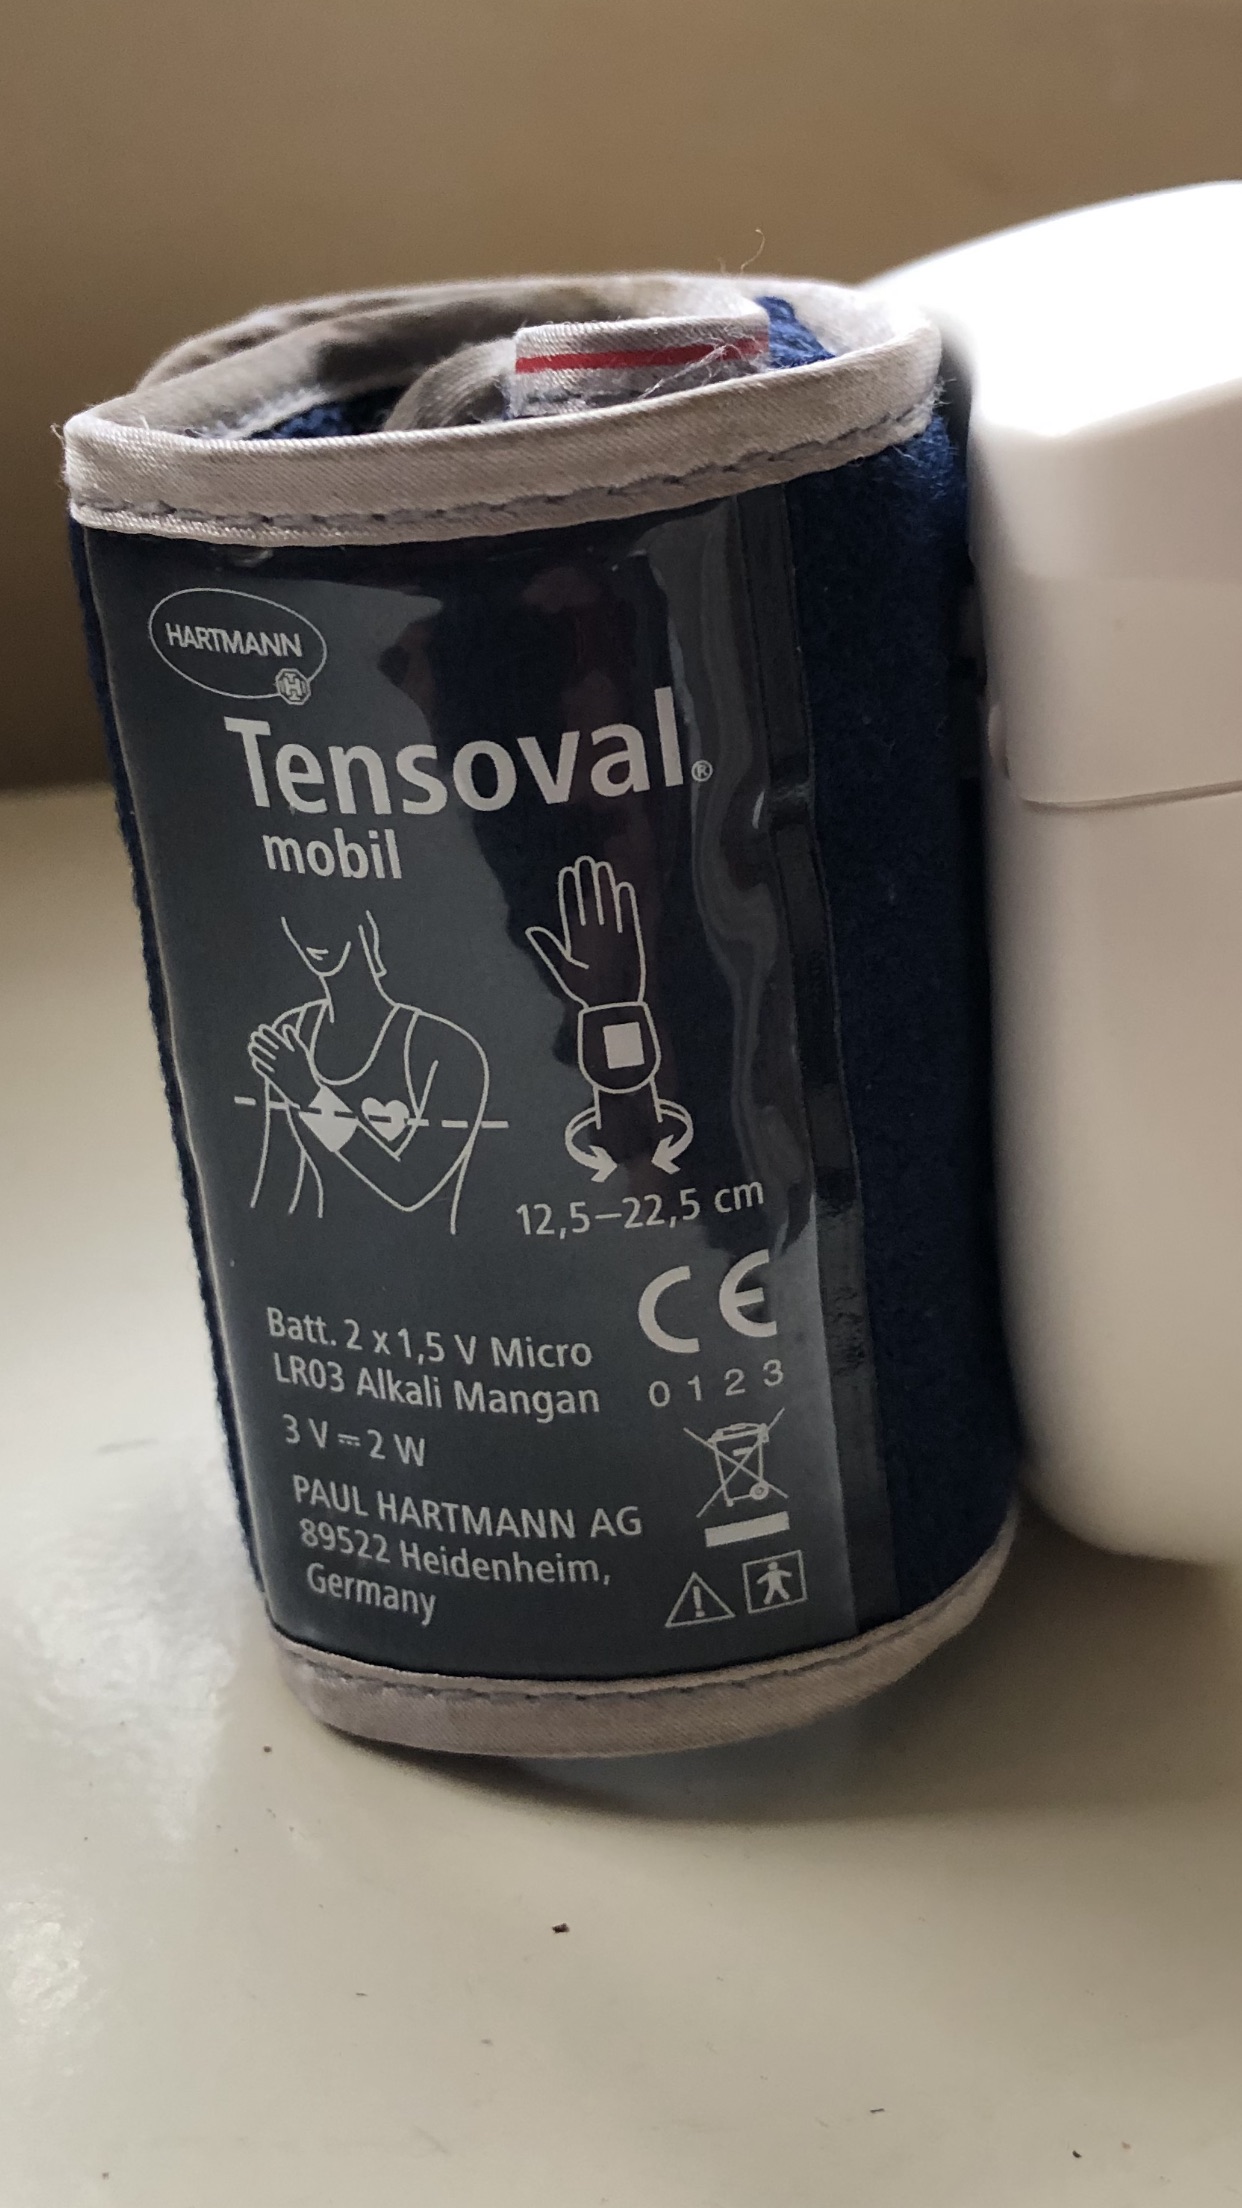 HARTMANN
Tensoval®
mobil
12,5–22,5 cm
CE
0123
Batt. 2 x 1,5 V Micro
LR03 Alkali Mangan
3 V ⎓ 2 W
PAUL HARTMANN AG
89522 Heidenheim,
Germany